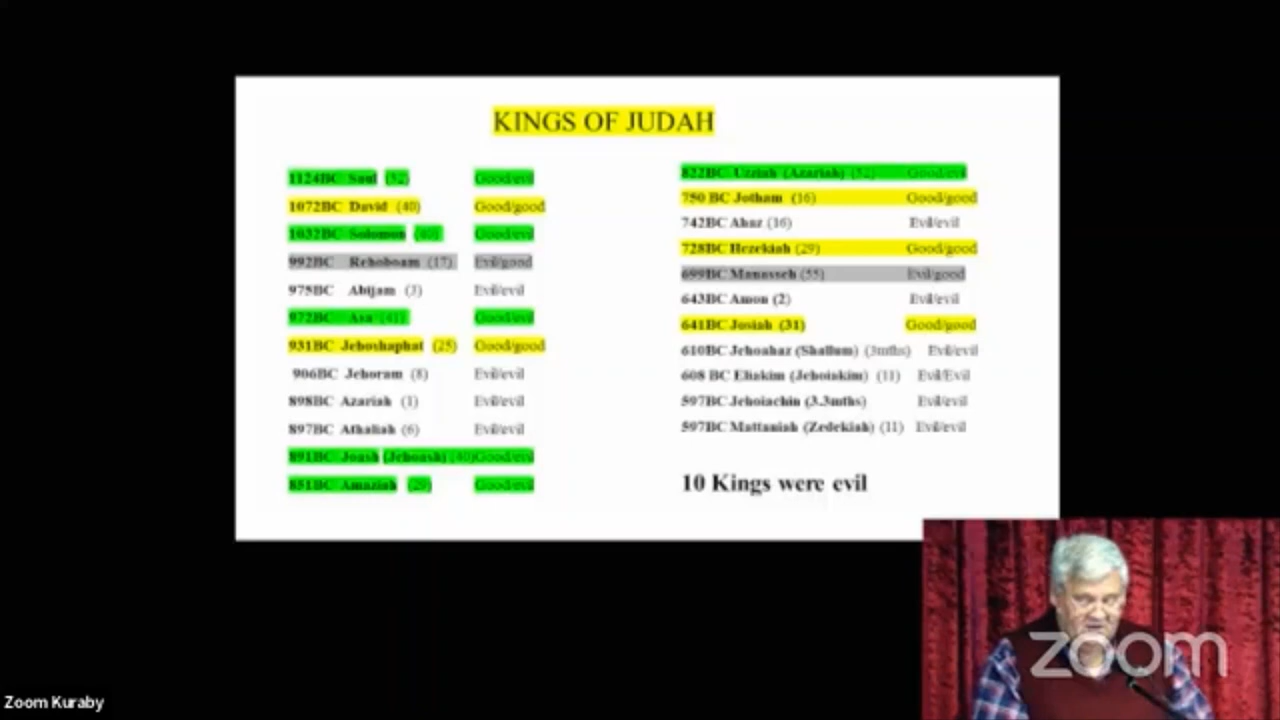 KINGS OF JUDAH
1124BC Saul (52) Good/evil
1072BC David (40) Good/good
1032BC Solomon (40) Good/evil
992BC Rehoboam (17) Evil/good
975BC Abijam (3) Evil/evil
972BC Asa (41) Good/evil
931BC Jehoshaphat (25) Good/good
906BC Jehoram (8) Evil/evil
898BC Azariah (1) Evil/evil
897BC Athaliah (6) Evil/evil
891BC Joash (Jehoash) (40) Good/evil
851BC Amaziah (29) Good/evil
822BC Uzziah (Azariah) (52) Good/evil
750 BC Jotham (16) Good/good
742BC Ahaz (16) Evil/evil
728BC Hezekiah (29) Good/good
699BC Manasseh (55) Evil/good
643BC Amon (2) Evil/evil
641BC Josiah (31) Good/good
610BC Jehoahaz (Shallum) (3mths) Evil/evil
608 BC Eliakim (Jehoiakim) (11) Evil/Evil
597BC Jehoiachin (3.3mths) Evil/evil
597BC Mattaniah (Zedekiah) (11) Evil/evil
10 Kings were evil
zoom
Zoom Kuraby